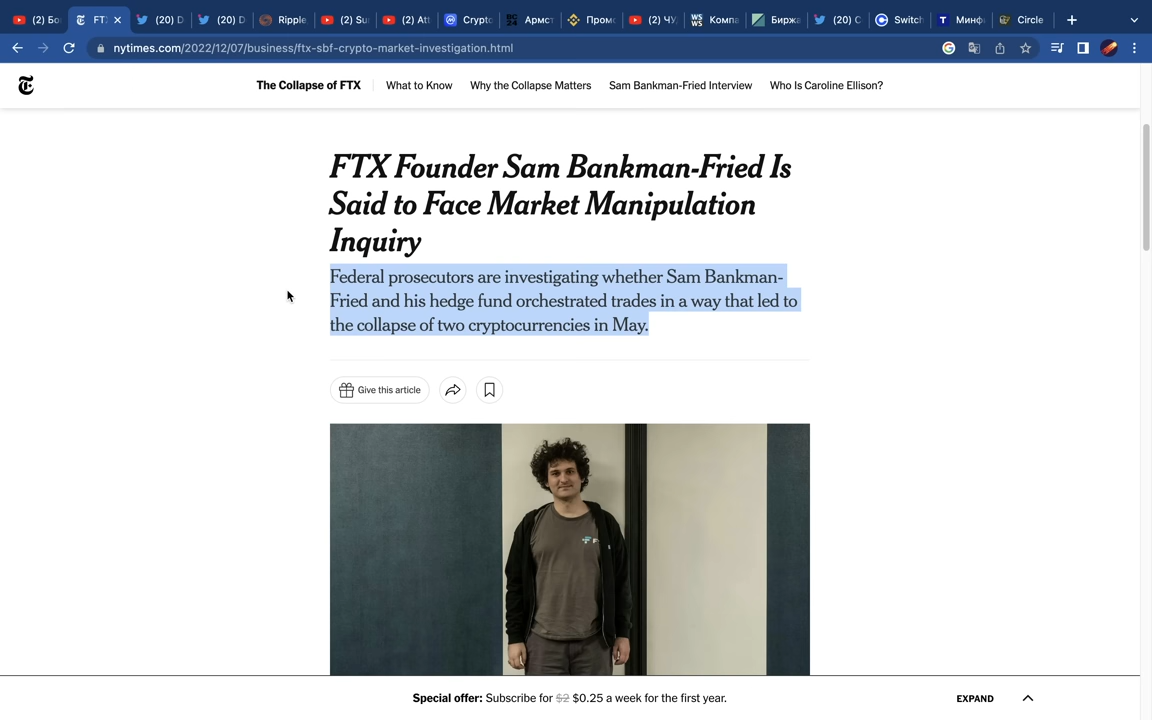 (2) Бо
FT
(20) D
(20) D
Ripple
(2) Su
(2) Att
Crypto
Армст
Промо
(2) ЧУ
Компа
Биржа
(20) C
Switch
Минф
Circle
nytimes.com/2022/12/07/business/ftx-sbf-crypto-market-investigation.html
The Collapse of FTX
What to Know
Why the Collapse Matters
Sam Bankman-Fried Interview
Who Is Caroline Ellison?
FTX Founder Sam Bankman-Fried Is
Said to Face Market Manipulation
Inquiry
Federal prosecutors are investigating whether Sam Bankman-
Fried and his hedge fund orchestrated trades in a way that led to
the collapse of two cryptocurrencies in May.
Give this article
Special offer: Subscribe for $2 $0.25 a week for the first year.
EXPAND